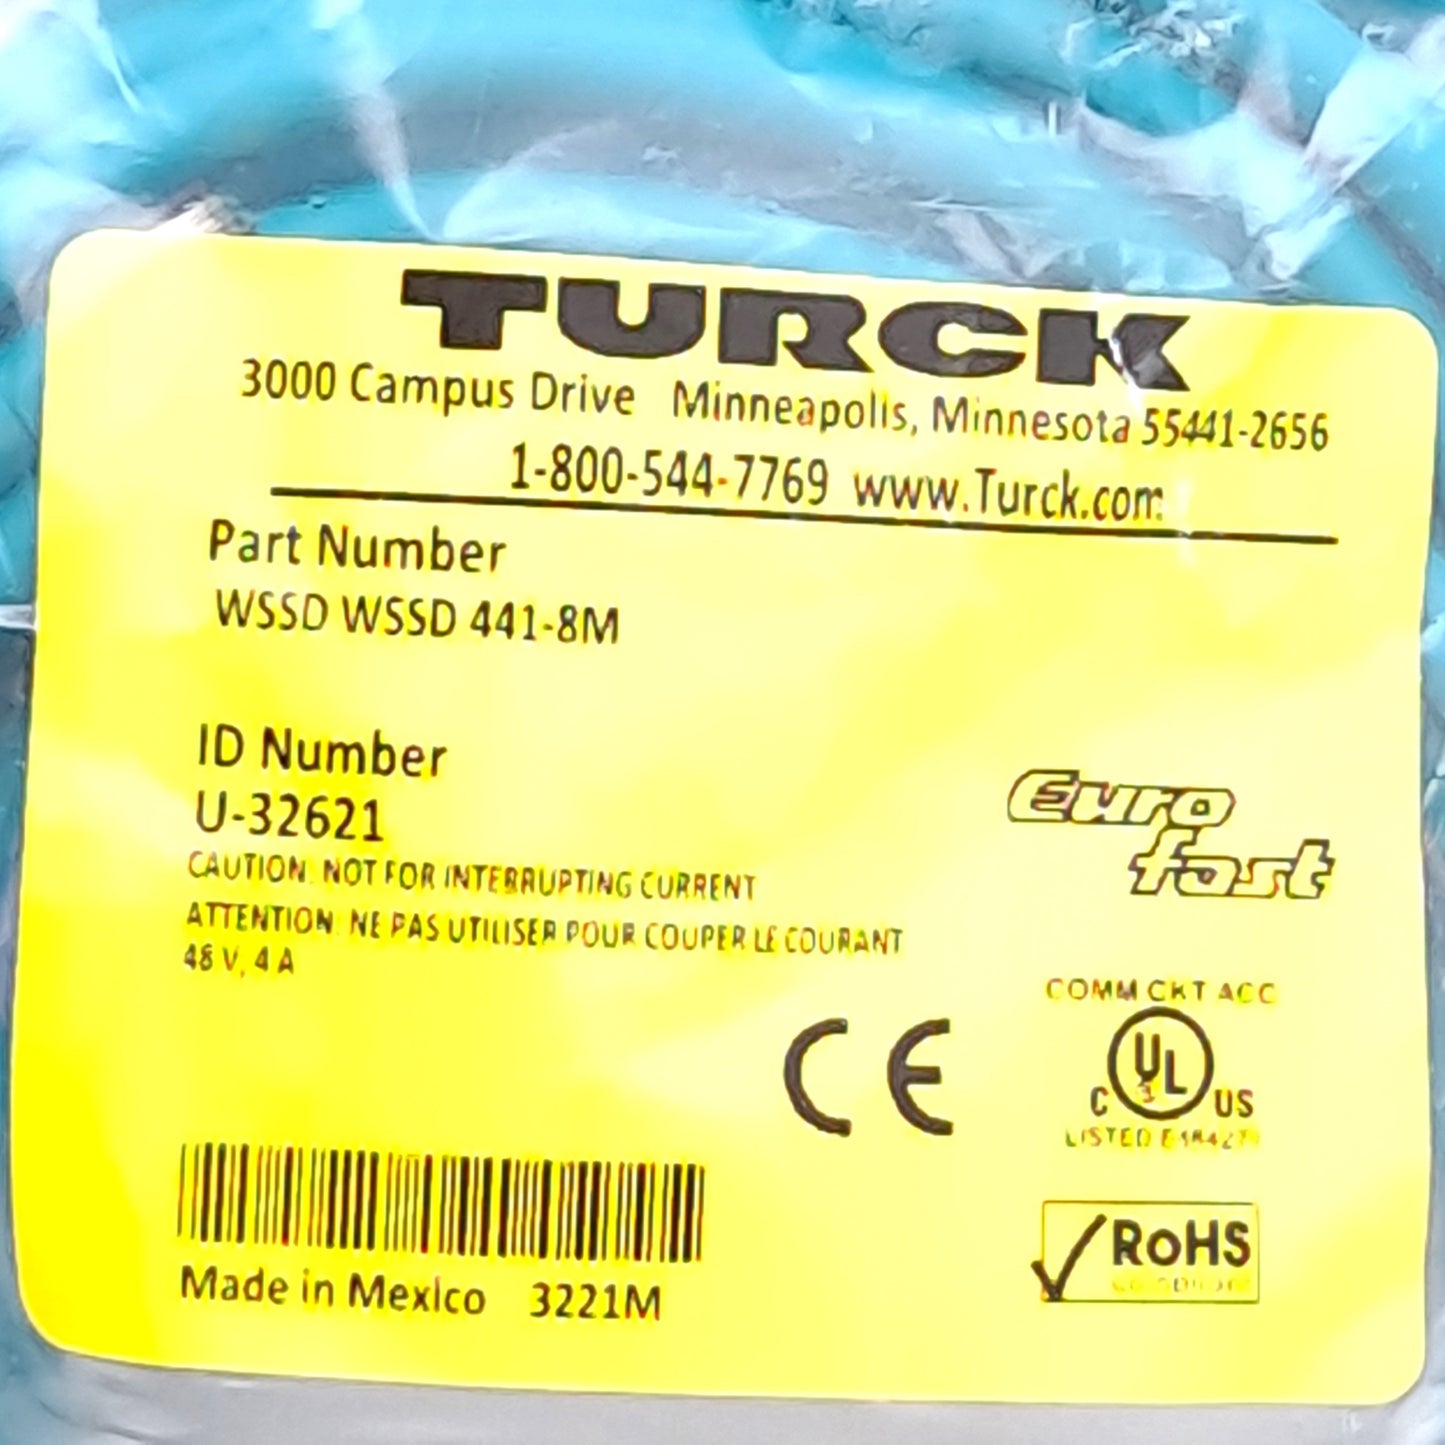 TURCK
3000 Campus Drive Minneapolis, Minnesota 55441-2656
1-800-544-7769 www.Turck.com
Part Number
WSSD WSSD 441-8M
ID Number
U-32621
CAUTION: NOT FOR INTERRUPTING CURRENT
ATTENTION: NE PAS UTILISER POUR COUPER LE COURANT
48 V, 4 A
Euro
fast
COMM CKT ACC
CE
C UL US
LISTED
RoHS
Made in Mexico 3221M